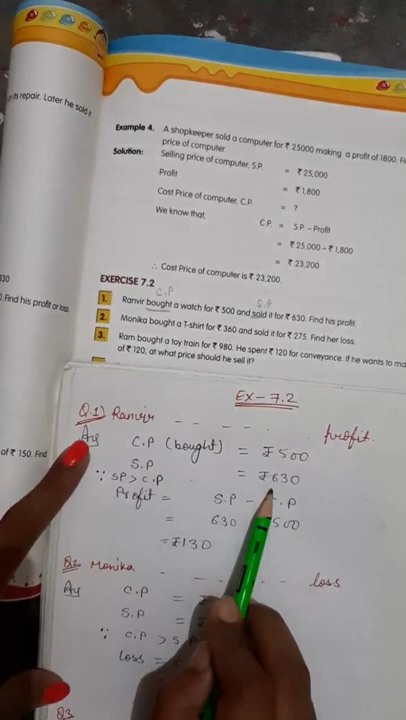 r its repair. Later he sold it
Example 4. A shopkeeper sold a computer for ₹ 25000 making a profit of 1800. Fi
price of computer.
Solution: Selling price of computer, S.P. = ₹ 25,000
Profit = ₹ 1,800
Cost Price of computer, C.P. = ?
We know that,
C.P. = S.P. – Profit
= ₹ 25,000 – ₹ 1,800
= ₹ 23,200
∴ Cost Price of computer is ₹ 23,200.
EXERCISE 7.2
C.P S.P
1. Ranvir bought a watch for ₹ 500 and sold it for ₹ 630. Find his profit.
2. Monika bought a T-shirt for ₹ 360 and sold it for ₹ 275. Find her loss.
3. Ram bought a toy train for ₹ 980. He spent ₹ 120 for conveyance. If he wants to ma
of ₹ 120, at what price should he sell it?
. Find his profit or loss
of ₹ 150. Find
Ex - 7.2
Q.1) Ranvir - - - - - profit.
Ans C.P (bought) = ₹500
S.P = ₹630
∵ SP > C.P
Profit = S.P - C.P
= 630 500
= ₹130
Q2 Monika - - - - - loss
Ans C.P = ₹
S.P = ₹
∵ C.P > S.P
loss =
Q3